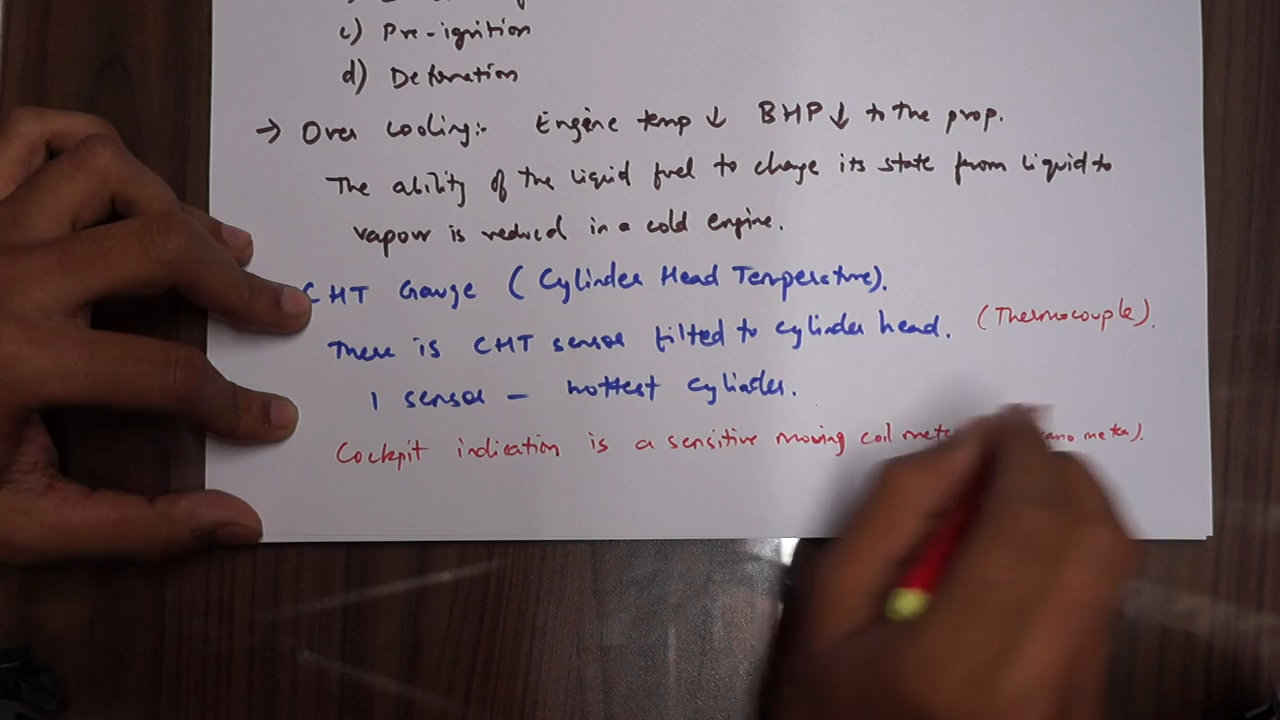 c) Pre-ignition
d) Detonation
→ Over cooling:- Engine temp ↓ BHP ↓ to the prop.
The ability of the liquid fuel to change its state from liquid to
vapour is reduced in a cold engine.
CHT Gauge (Cylinder Head Temperature).
There is CHT sensor fitted to cylinder head. (Thermocouple).
1 sensor – hottest cylinder.
Cockpit indication is a sensitive moving coil meter).